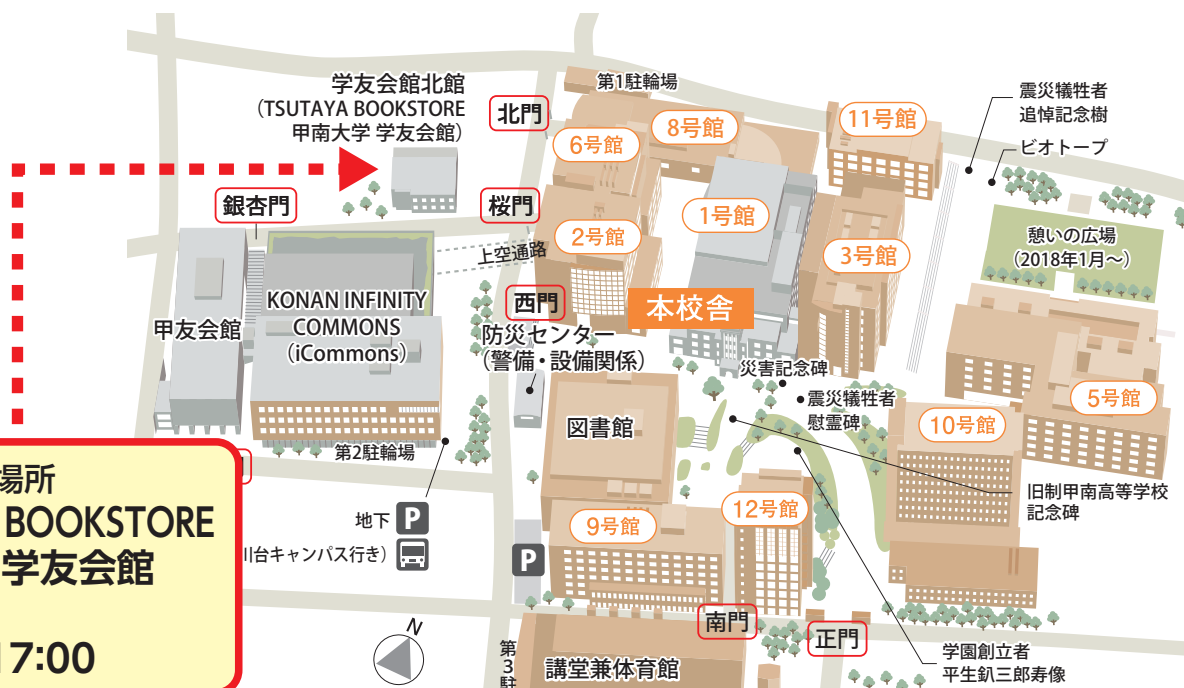 第1駐輪場
学友会館北館
(TSUTAYA BOOKSTORE
甲南大学 学友会館)
北門
8号館
11号館
震災犠牲者
追悼記念樹
ビオトープ
6号館
銀杏門
桜門
2号館
1号館
3号館
憩いの広場
(2018年1月～)
上空通路
甲友会館
KONAN INFINITY
COMMONS
(iCommons)
西門
本校舎
防災センター
(警備・設備関係)
災害記念碑
震災犠牲者
慰霊碑
5号館
10号館
図書館
第2駐輪場
旧制甲南高等学校
記念碑
場所
BOOKSTORE
学友会館
17:00
地下 P
川台キャンパス行き)
P
9号館
12号館
南門
正門
N
第3駐
講堂兼体育館
学園創立者
平生釟三郎寿像